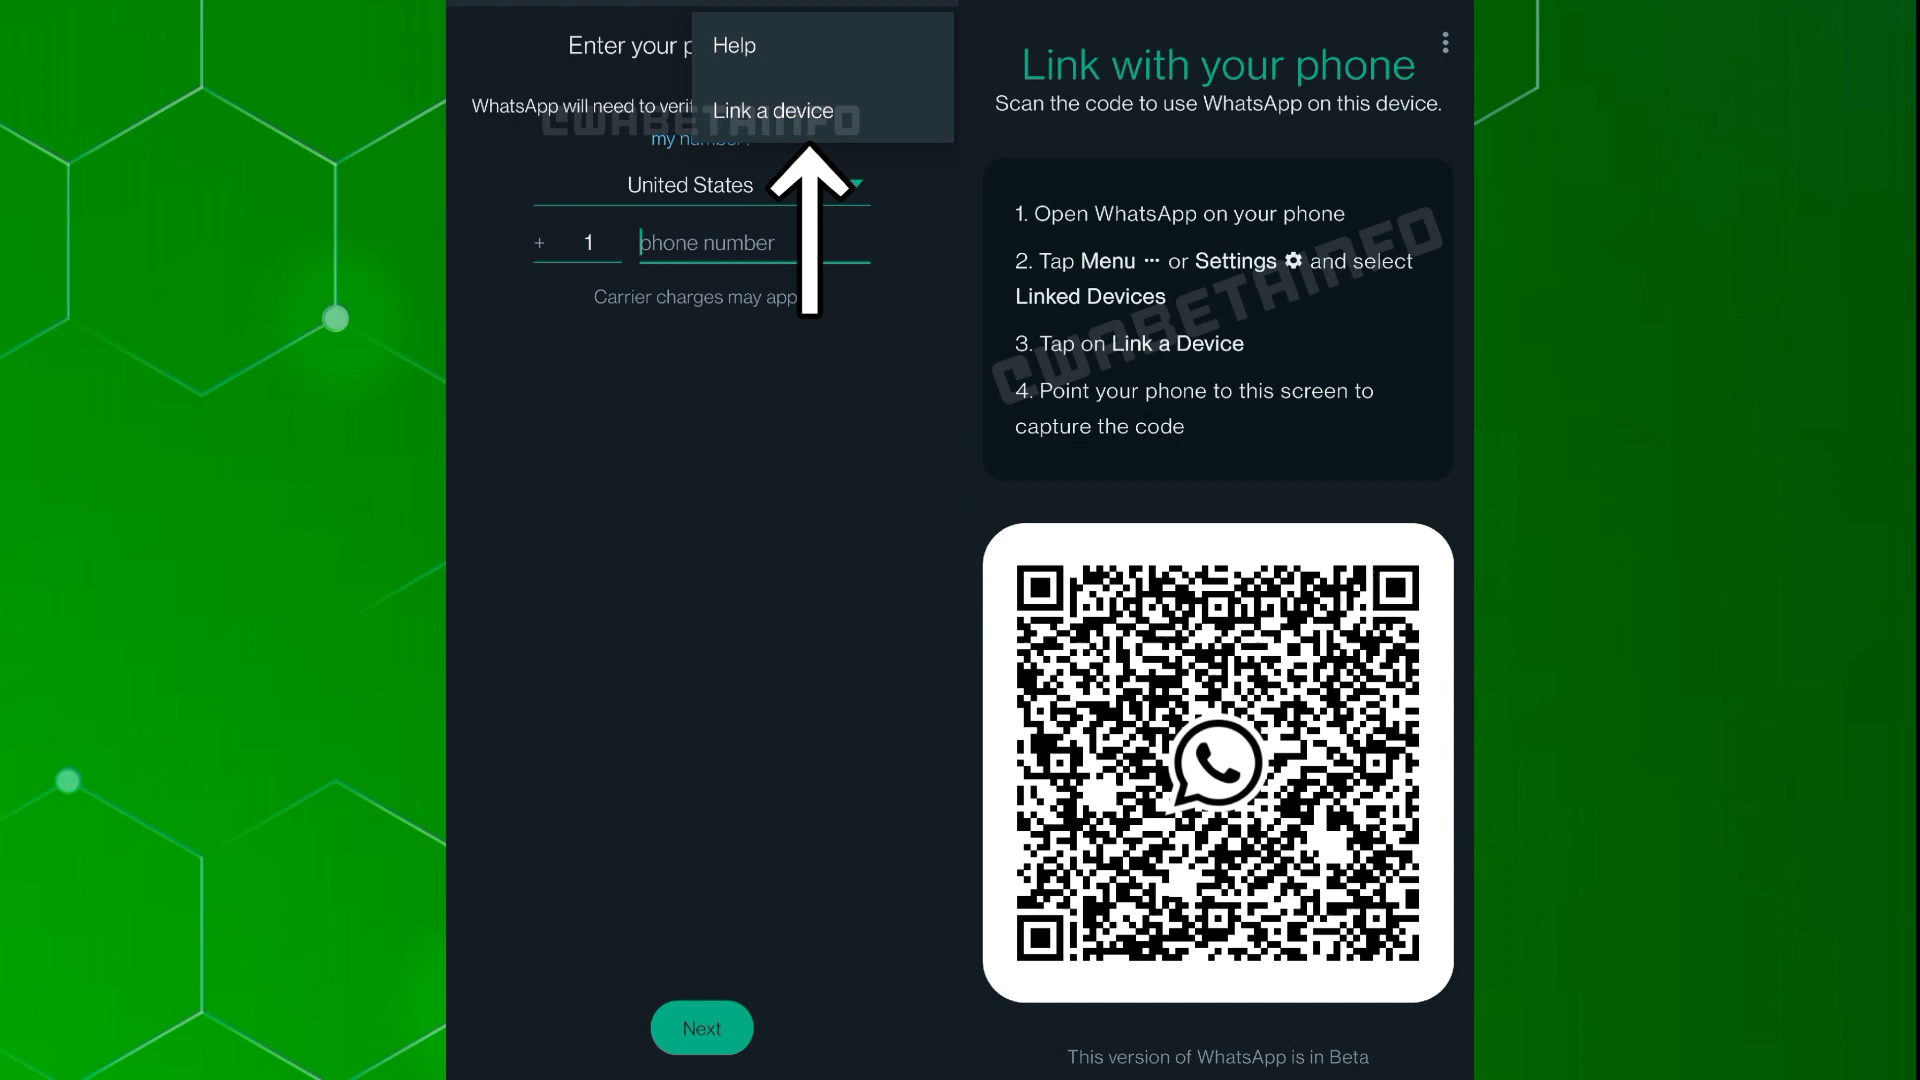 Enter your p
Help
WhatsApp will need to verif
Link a device
CWABETAINFO
United States
+ 1 phone number
Carrier charges may app
Next
Link with your phone
Scan the code to use WhatsApp on this device.
1. Open WhatsApp on your phone
2. Tap Menu ··· or Settings and select
Linked Devices
3. Tap on Link a Device
4. Point your phone to this screen to
capture the code
CWABETAINFO
This version of WhatsApp is in Beta